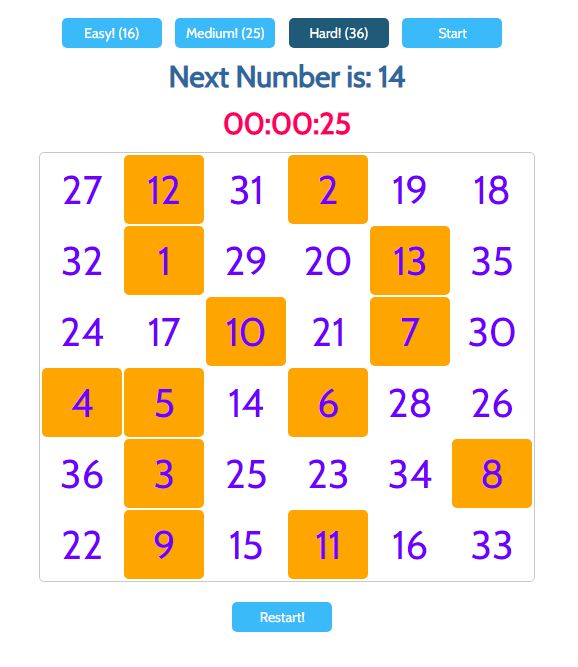 Easy! (16) Medium! (25) Hard! (36) Start
Next Number is: 14
00:00:25
27 12 31 2 19 18
32 1 29 20 13 35
24 17 10 21 7 30
4 5 14 6 28 26
36 3 25 23 34 8
22 9 15 11 16 33
Restart!